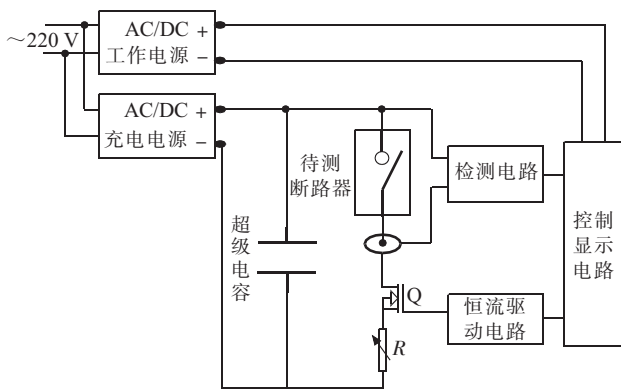 ～220 V
AC/DC +
工作电源 −
AC/DC +
充电电源 −
待测
断路器
检测电路
控制
显示
电路
超
级
电
容
Q
恒流驱
动电路
R